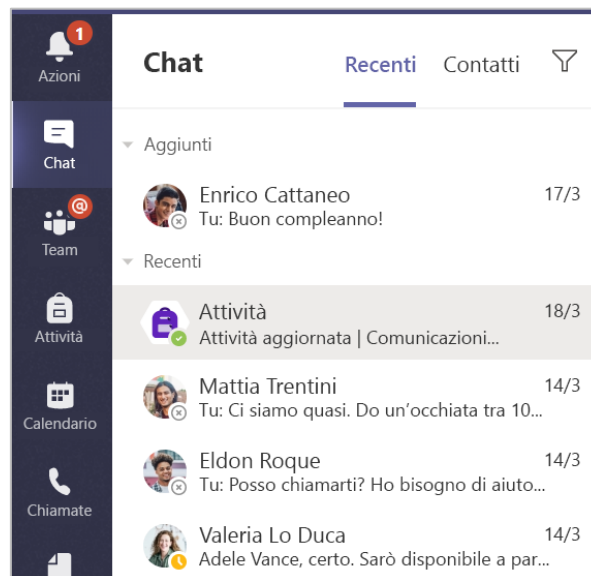 1
Azioni
Chat
@
Team
Attività
Calendario
Chiamate
Chat
Recenti
Contatti
Aggiunti
Enrico Cattaneo
17/3
Tu: Buon compleanno!
Recenti
Attività
18/3
Attività aggiornata | Comunicazioni...
Mattia Trentini
14/3
Tu: Ci siamo quasi. Do un’occhiata tra 10...
Eldon Roque
14/3
Tu: Posso chiamarti? Ho bisogno di aiuto...
Valeria Lo Duca
14/3
Adele Vance, certo. Sarò disponibile a par...